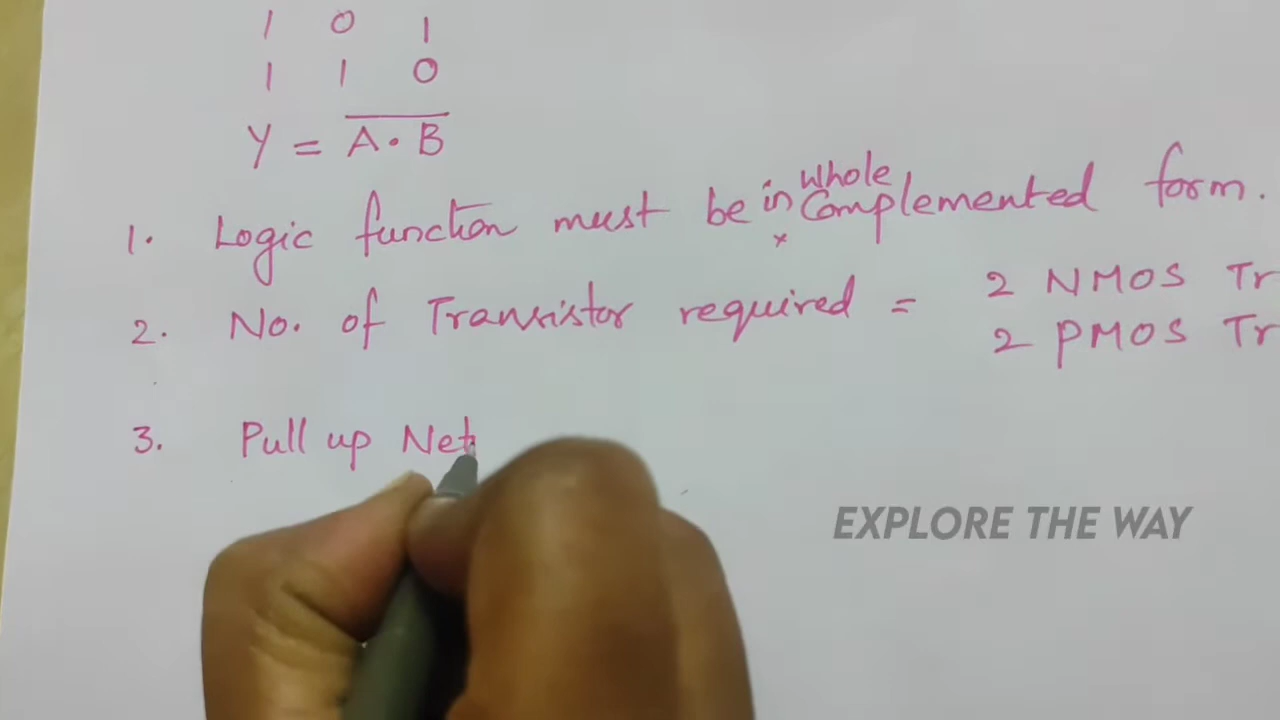 1 0 1
1 1 0
Y = \overline{A · B}
1. Logic function must be in whole Complemented form.
2. No. of Transistor required = 2 NMOS Tr
2 PMOS Tr
3. Pull up Net
EXPLORE THE WAY